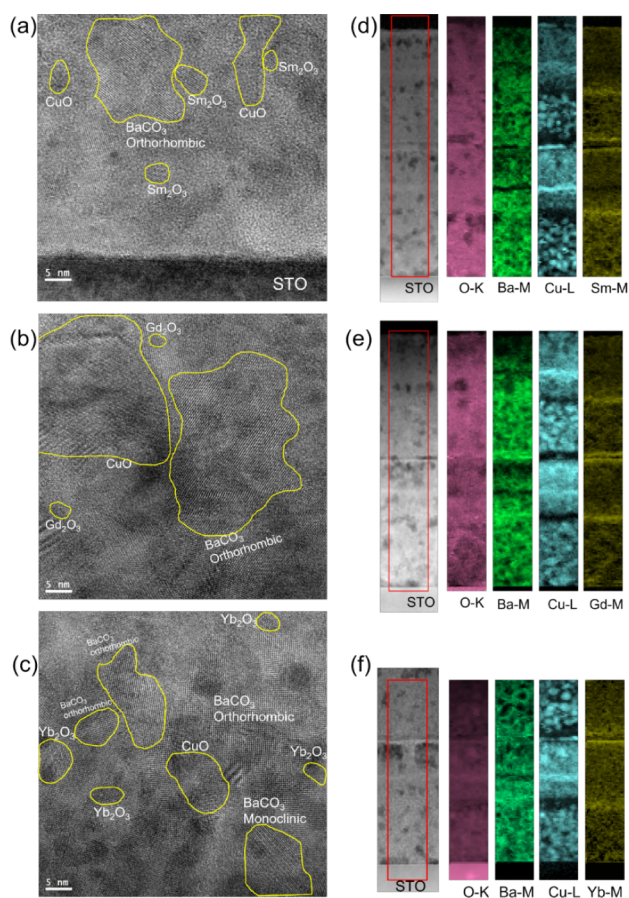 (a)
Sm₂O₃
CuO
Sm₂O₃
CuO
BaCO₃
Orthorhombic
Sm₂O₃
5 nm
STO
(d)
STO
O-K
Ba-M
Cu-L
Sm-M
(b)
Gd₂O₃
CuO
Gd₂O₃
BaCO₃
Orthorhombic
5 nm
(e)
STO
O-K
Ba-M
Cu-L
Gd-M
(c)
Yb₂O₃
BaCO₃
orthorhombic
BaCO₃
orthorhombic
BaCO₃
Orthorhombic
Yb₂O₃
CuO
Yb₂O₃
Yb₂O₃
BaCO₃
Monoclinic
5 nm
(f)
STO
O-K
Ba-M
Cu-L
Yb-M